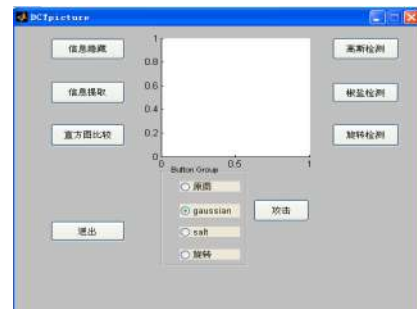 DCTpicture
信息隐藏
信息提取
直方图比较
退出
1
0.8
0.6
0.4
0.2
0
0
0.5
1
Button Group
原图
gaussian
salt
旋转
攻击
高斯检测
椒盐检测
旋转检测